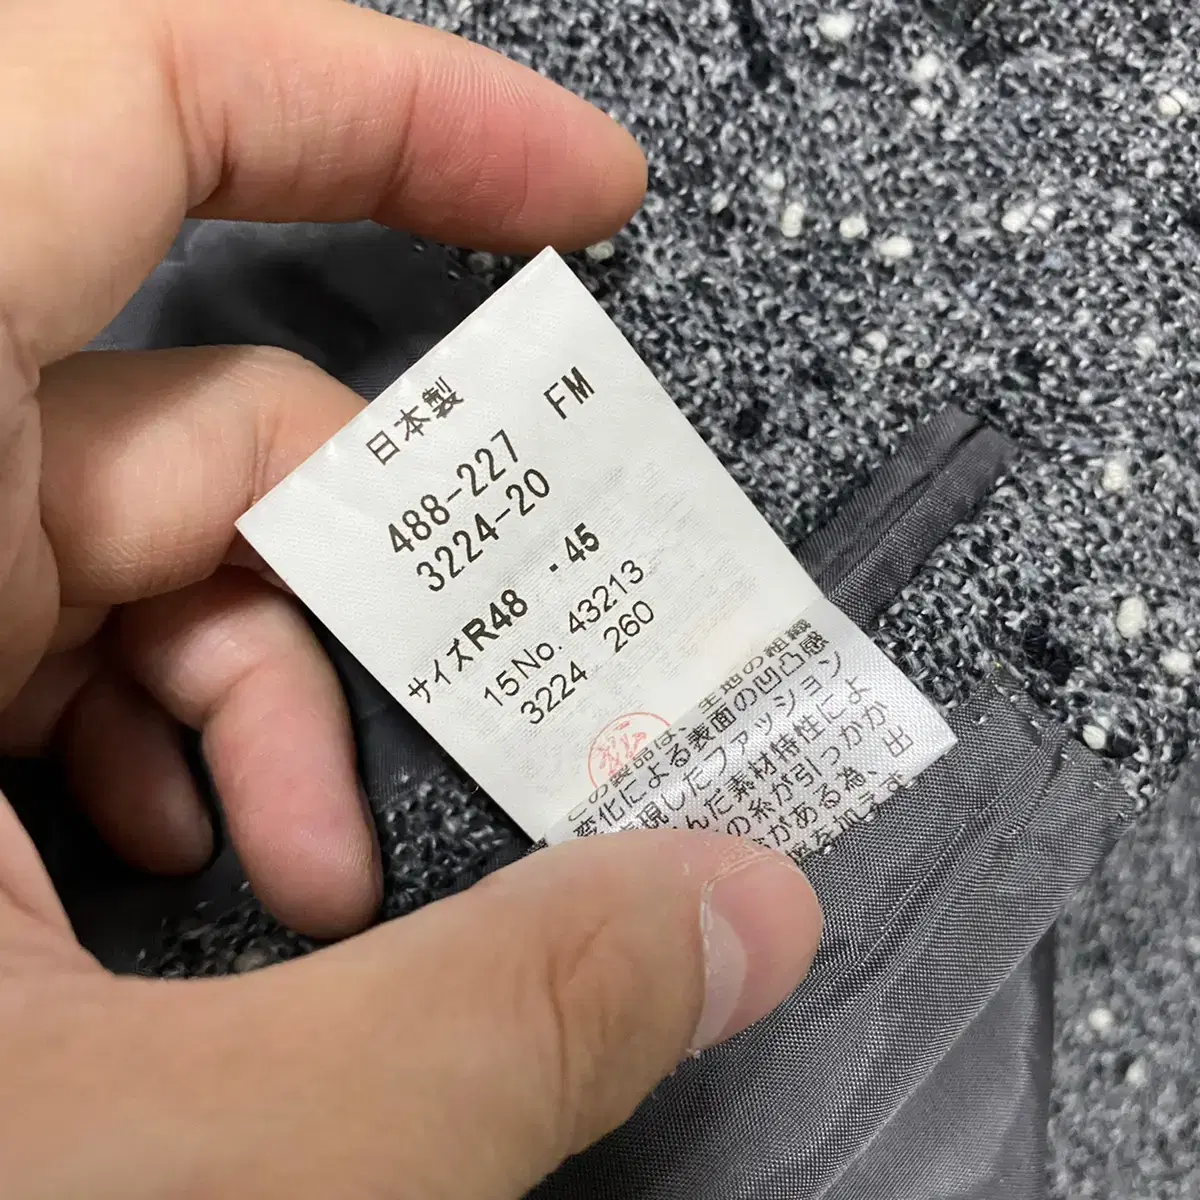 日本製 FM
488-227
3224-20
サイズR48 .45
15No. 43213
3224 260
この製品は、生地の組織
変化による表面の凹凸感
現したファッション
んだ素材特性によ
の糸が引っかか
がある為、出
を加え